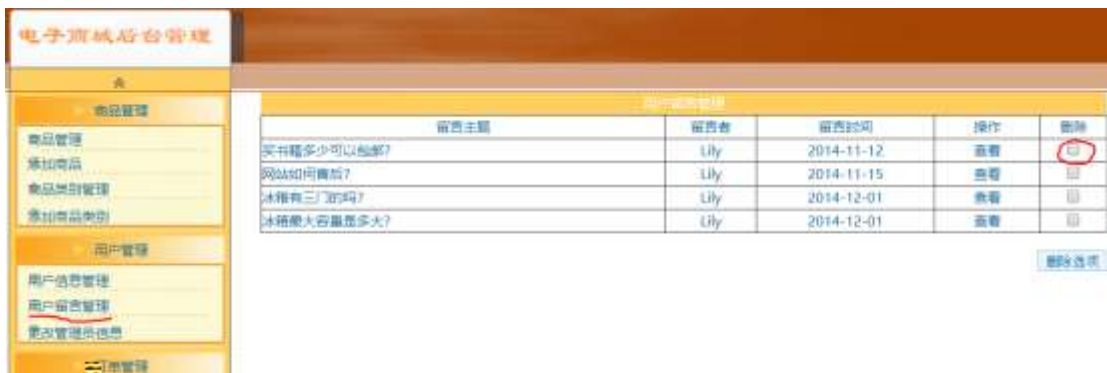 电子商城后台管理
商品管理
商品管理
添加商品
商品类别管理
添加商品类别
用户管理
用户信息管理
用户留言管理
更改管理员信息
用户留言管理
留言主题 留言者 留言时间 操作 删除
买书籍多少可以包邮? Lily 2014-11-12 查看
网站如何售后? Lily 2014-11-15 查看
冰箱有三门的吗? Lily 2014-12-01 查看
冰箱最大容量是多大? Lily 2014-12-01 查看
删除选项